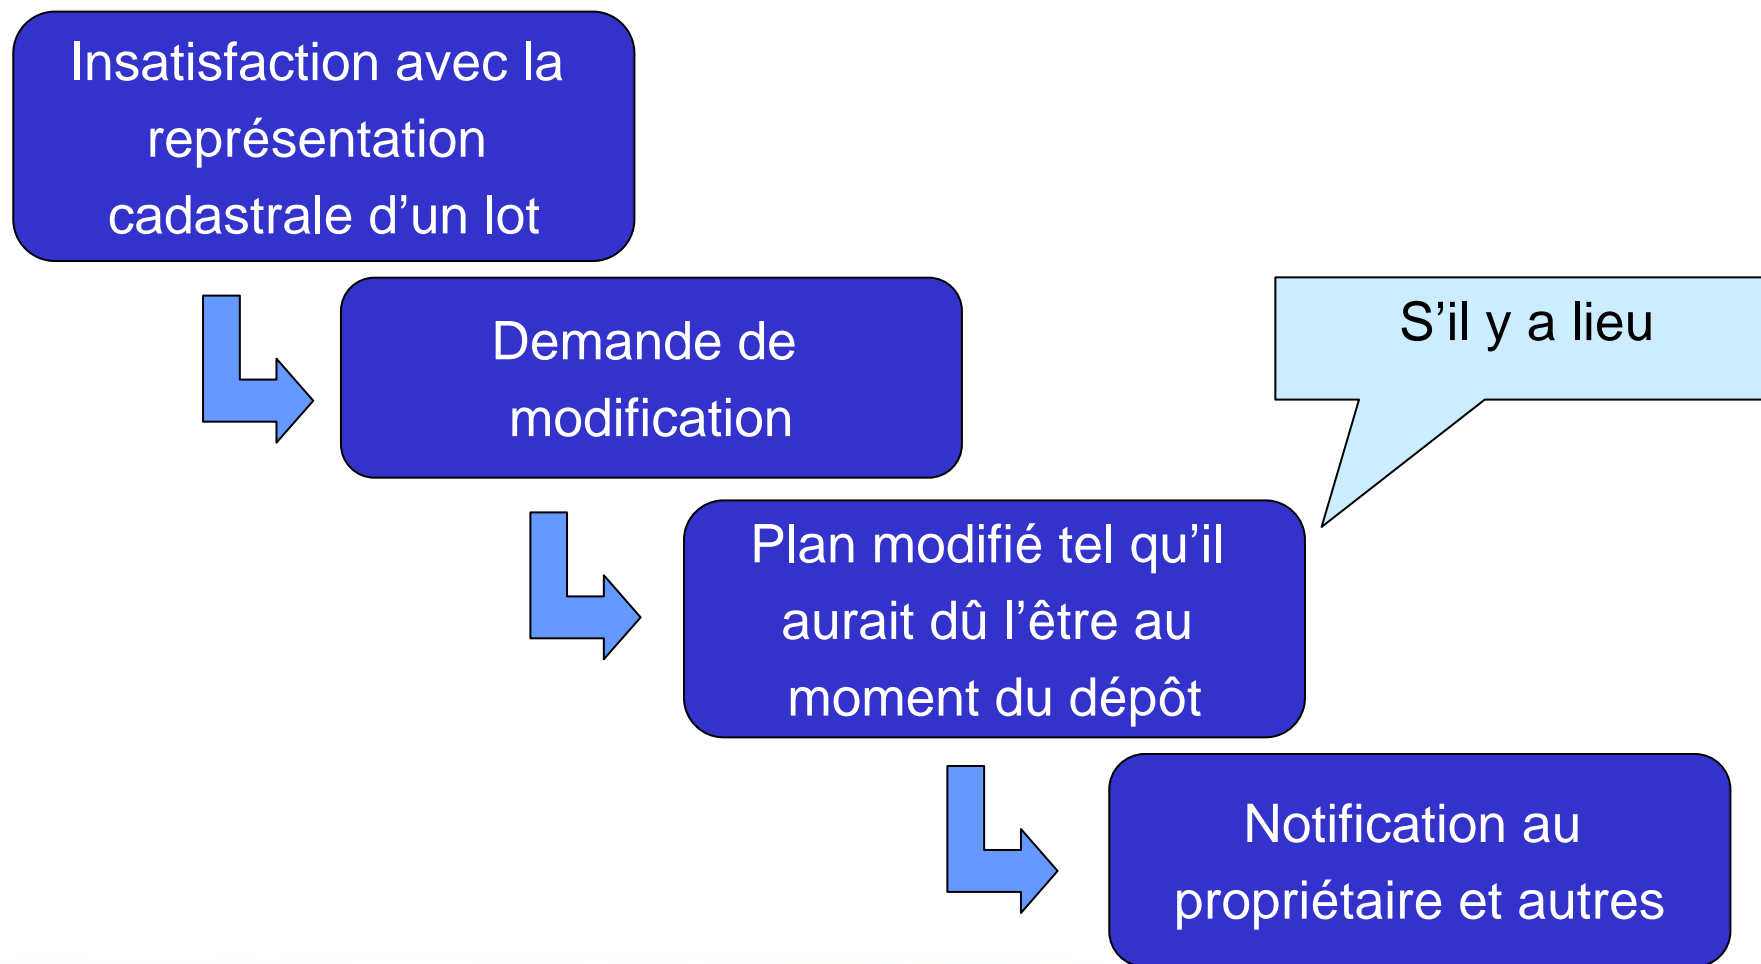 Insatisfaction avec la
représentation
cadastrale d’un lot
Demande de
modification
S’il y a lieu
Plan modifié tel qu’il
aurait dû l’être au
moment du dépôt
Notification au
propriétaire et autres